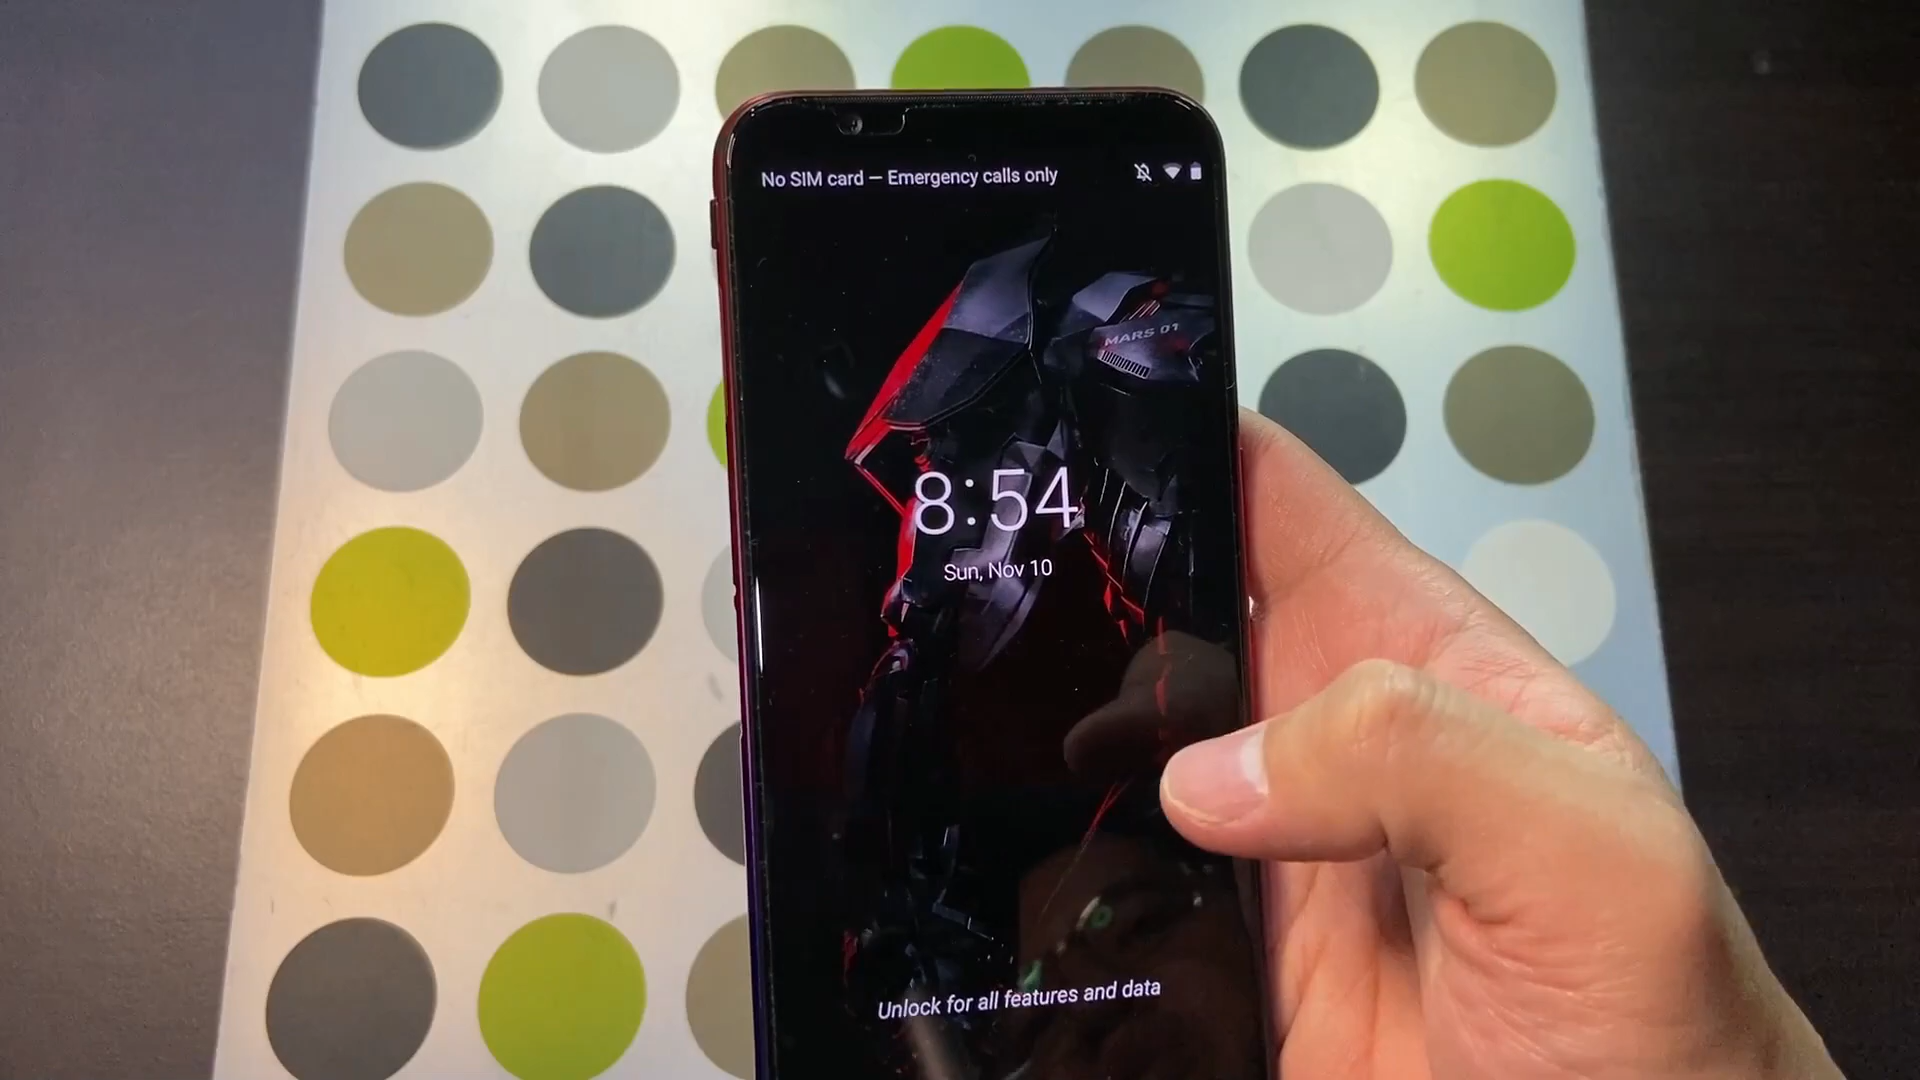 No SIM card — Emergency calls only
MARS 01
8:54
Sun, Nov 10
Unlock for all features and data